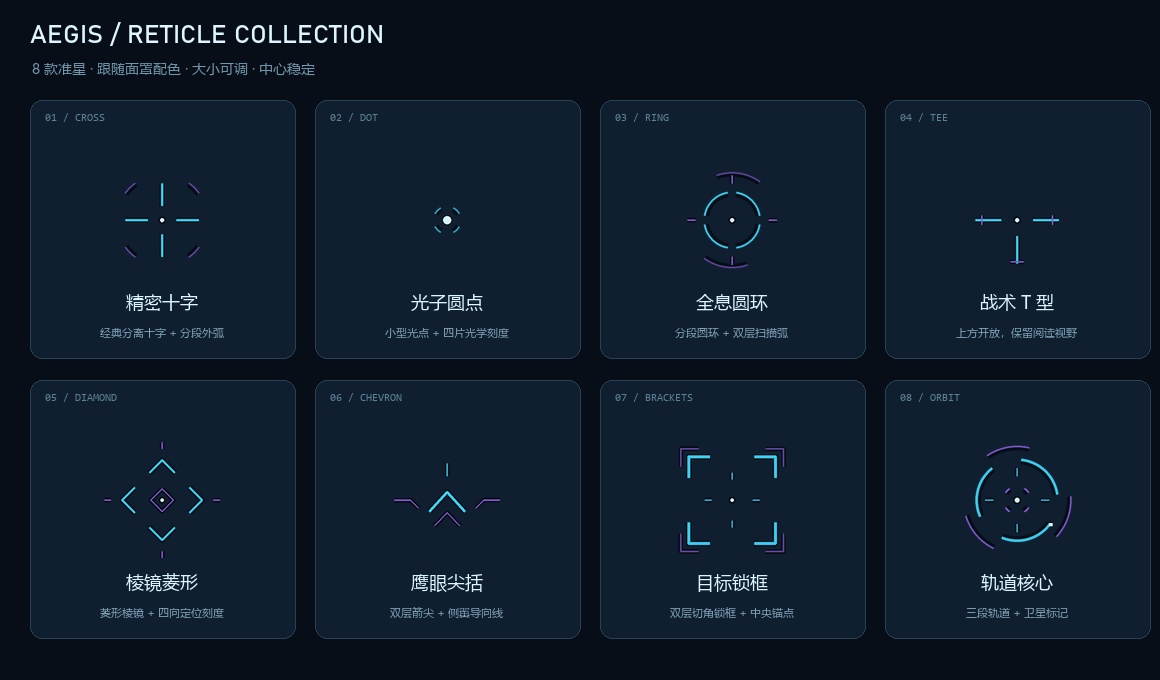 AEGIS / RETICLE COLLECTION
8 款准星 · 跟随面罩配色 · 大小可调 · 中心稳定
01 / CROSS
精密十字
经典分离十字 + 分段外弧
02 / DOT
光子圆点
小型光点 + 四片光学刻度
03 / RING
全息圆环
分段圆环 + 双层扫描弧
04 / TEE
战术 T 型
上方开放，保留阅迹视野
05 / DIAMOND
棱镜菱形
菱形棱镜 + 四向定位刻度
06 / CHEVRON
鹰眼尖括
双层箭尖 + 侧面导向线
07 / BRACKETS
目标锁框
双层切角锁框 + 中央锚点
08 / ORBIT
轨道核心
三段轨道 + 卫星标记